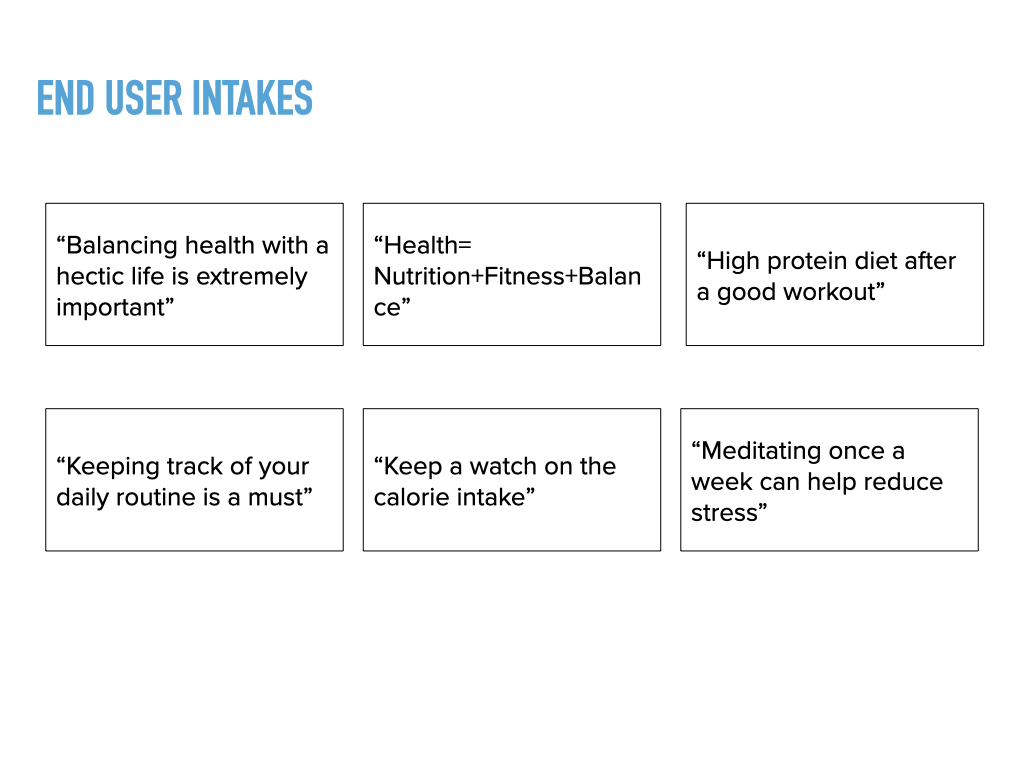 END USER INTAKES
“Balancing health with a
hectic life is extremely
important”
“Health=
Nutrition+Fitness+Balan
ce”
“High protein diet after
a good workout”
“Keeping track of your
daily routine is a must”
“Keep a watch on the
calorie intake”
“Meditating once a
week can help reduce
stress”